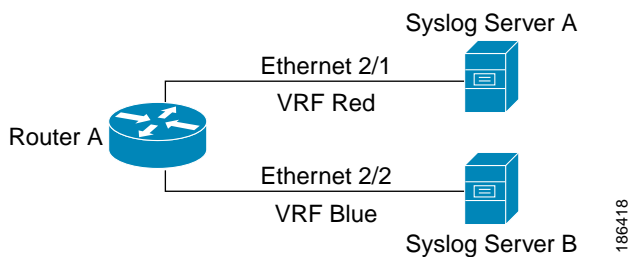 Syslog Server A
Ethernet 2/1
VRF Red
Router A
Ethernet 2/2
VRF Blue
Syslog Server B
186418